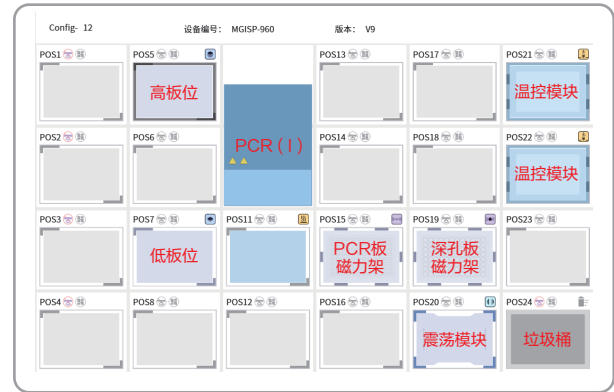 Config- 12 设备编号： MGISP-960 版本： V9
POS1 POS5 POS13 POS17 POS21
高板位 温控模块
PCR（I）
POS2 POS6 POS14 POS18 POS22
温控模块
POS3 POS7 POS11 POS15 POS19 POS23
低板位
PCR板
磁力架
深孔板
磁力架
POS4 POS8 POS12 POS16 POS20 POS24
震荡模块 垃圾桶